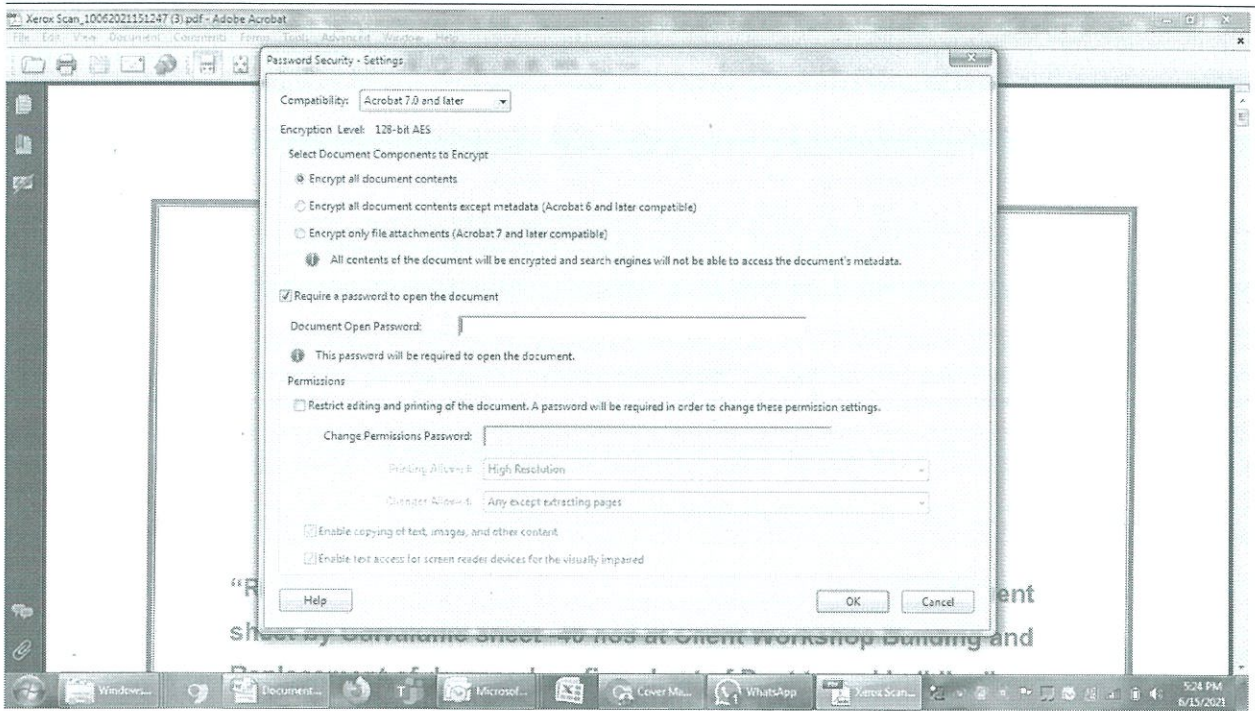 Xerox Scan_10062021151247 (3).pdf - Adobe Acrobat
File Edit View Document Comments Forms Tools Advanced Window Help
Password Security - Settings
Compatibility: Acrobat 7.0 and later
Encryption Level: 128-bit AES
Select Document Components to Encrypt
Encrypt all document contents
Encrypt all document contents except metadata (Acrobat 6 and later compatible)
Encrypt only file attachments (Acrobat 7 and later compatible)
All contents of the document will be encrypted and search engines will not be able to access the document's metadata.
Require a password to open the document
Document Open Password:
This password will be required to open the document.
Permissions
Restrict editing and printing of the document. A password will be required in order to change these permission settings.
Change Permissions Password:
Printing Allowed: High Resolution
Changes Allowed: Any except extracting pages
Enable copying of text, images, and other content
Enable text access for screen reader devices for the visually impaired
Help OK Cancel
sheet by Galvalume sheet at Client Workshop Building and
Windows... Document... Microsof... Cover Ma... WhatsApp Xerox Scan...
5:24 PM
6/15/2021